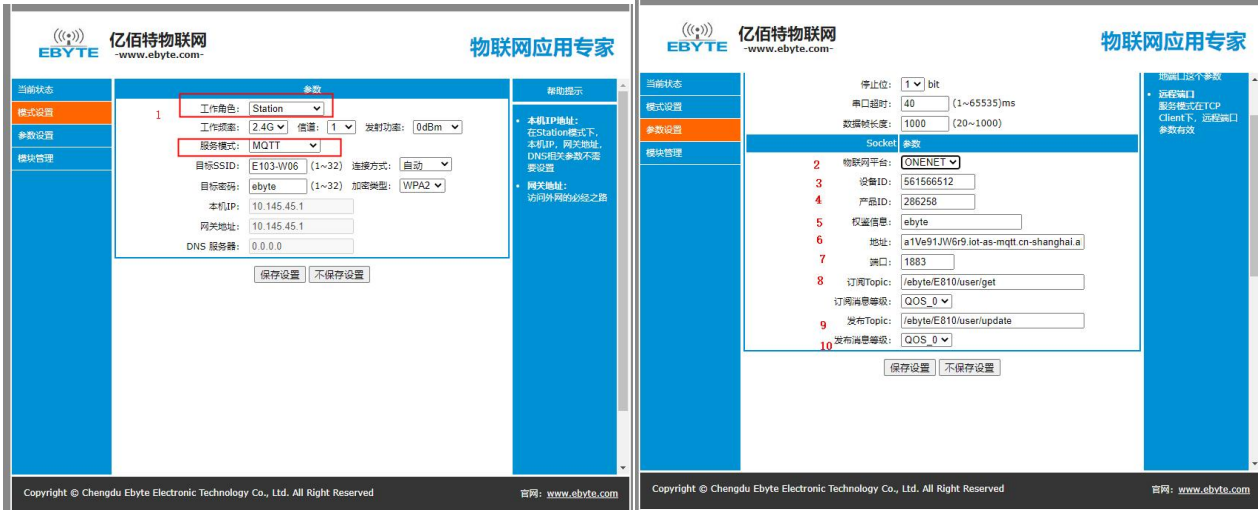 EBYTE
亿佰特物联网
-www.ebyte.com-
物联网应用专家
当前状态
模式设置
参数设置
模块管理
参数
1 工作角色: Station
工作频率: 2.4G 信道: 1 发射功率: 0dBm
服务模式: MQTT
目标SSID: E103-W06 (1~32) 连接方式: 自动
目标密码: ebyte (1~32) 加密类型: WPA2
本机IP: 10.145.45.1
网关地址: 10.145.45.1
DNS 服务器: 0.0.0.0
保存设置 不保存设置
帮助提示
本机IP地址:
在Station模式下,
本机IP, 网关地址,
DNS相关参数不需
要设置
网关地址:
访问外网的必经之路
Copyright © Chengdu Ebyte Electronic Technology Co., Ltd. All Right Reserved
官网: www.ebyte.com
EBYTE
亿佰特物联网
-www.ebyte.com-
物联网应用专家
当前状态
模式设置
参数设置
模块管理
停止位: 1 bit
串口超时: 40 (1~65535)ms
数据帧长度: 1000 (20~1000)
Socket 参数
2 物联网平台: ONENET
3 设备ID: 561566512
4 产品ID: 286258
5 权鉴信息: ebyte
6 地址: a1Ve91JW6r9.iot-as-mqtt.cn-shanghai.a
7 端口: 1883
8 订阅Topic: /ebyte/E810/user/get
订阅消息等级: QOS_0
9 发布Topic: /ebyte/E810/user/update
10 发布消息等级: QOS_0
保存设置 不保存设置
地端口这个参数
远程端口
服务模式在TCP
Client下, 远程端口
参数有效
Copyright © Chengdu Ebyte Electronic Technology Co., Ltd. All Right Reserved
官网: www.ebyte.com